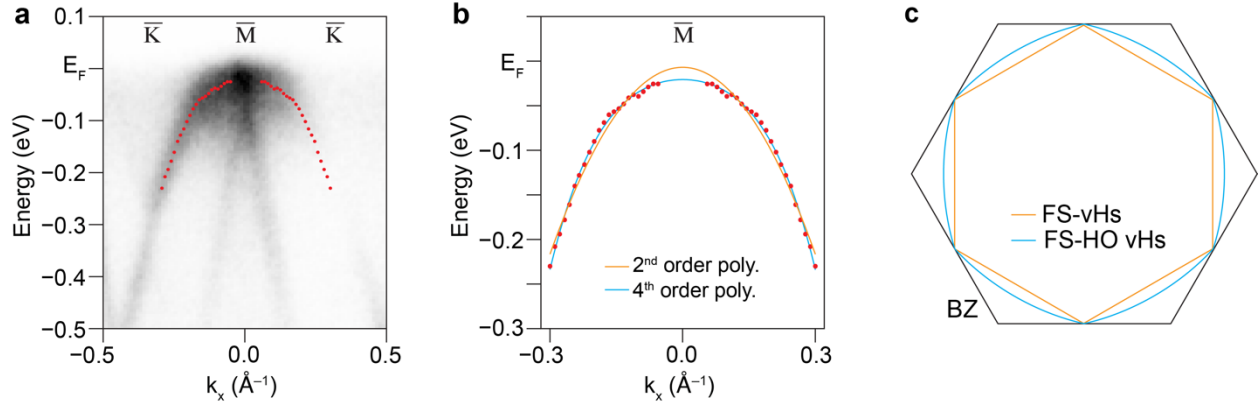 a
K̅ M̅ K̅
0.1
E_F
−0.1
−0.2
−0.3
−0.4
−0.5
Energy (eV)
−0.5 0.0 0.5
k_x (Å⁻¹)
b
M̅
E_F
−0.1
−0.2
−0.3
Energy (eV)
2ⁿᵈ order poly.
4ᵗʰ order poly.
−0.3 0.0 0.3
k_x (Å⁻¹)
c
FS-vHs
FS-HO vHs
BZ